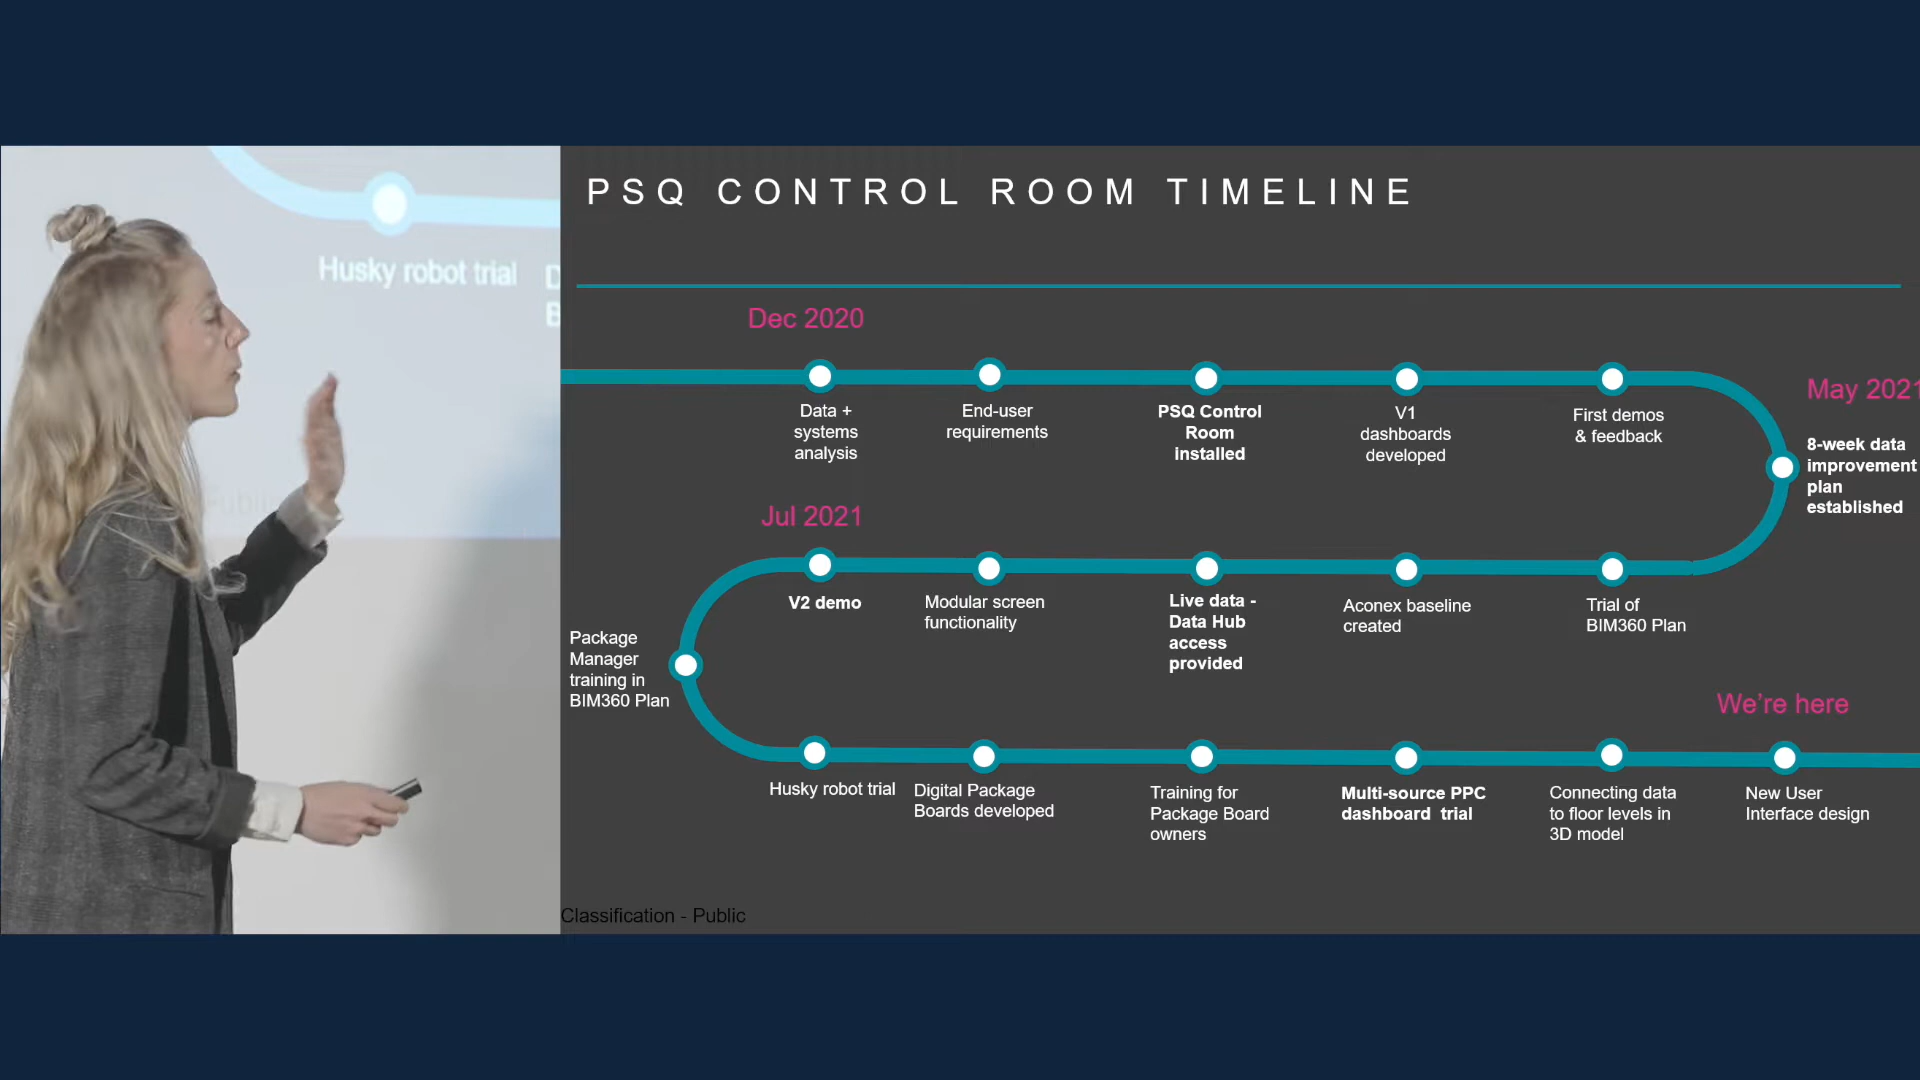 PSQ CONTROL ROOM TIMELINE
Husky robot trial
Dec 2020
Data +
systems
analysis
End-user
requirements
PSQ Control
Room
installed
V1
dashboards
developed
First demos
& feedback
May 2021
8-week data
improvement
plan
established
Jul 2021
V2 demo
Modular screen
functionality
Live data -
Data Hub
access
provided
Aconex baseline
created
Trial of
BIM360 Plan
Package
Manager
training in
BIM360 Plan
We're here
Husky robot trial
Digital Package
Boards developed
Training for
Package Board
owners
Multi-source PPC
dashboard trial
Connecting data
to floor levels in
3D model
New User
Interface design
Classification - Public